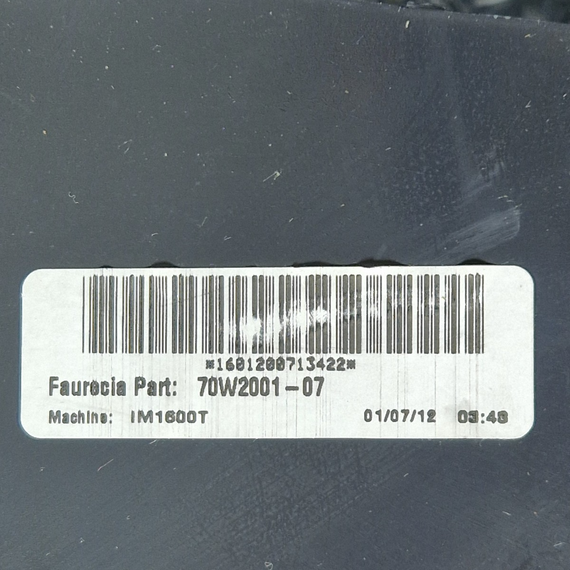 *1601200713422*
Faurecia Part: 70W2001-07
Machine: IM1600T 01/07/12 03:48